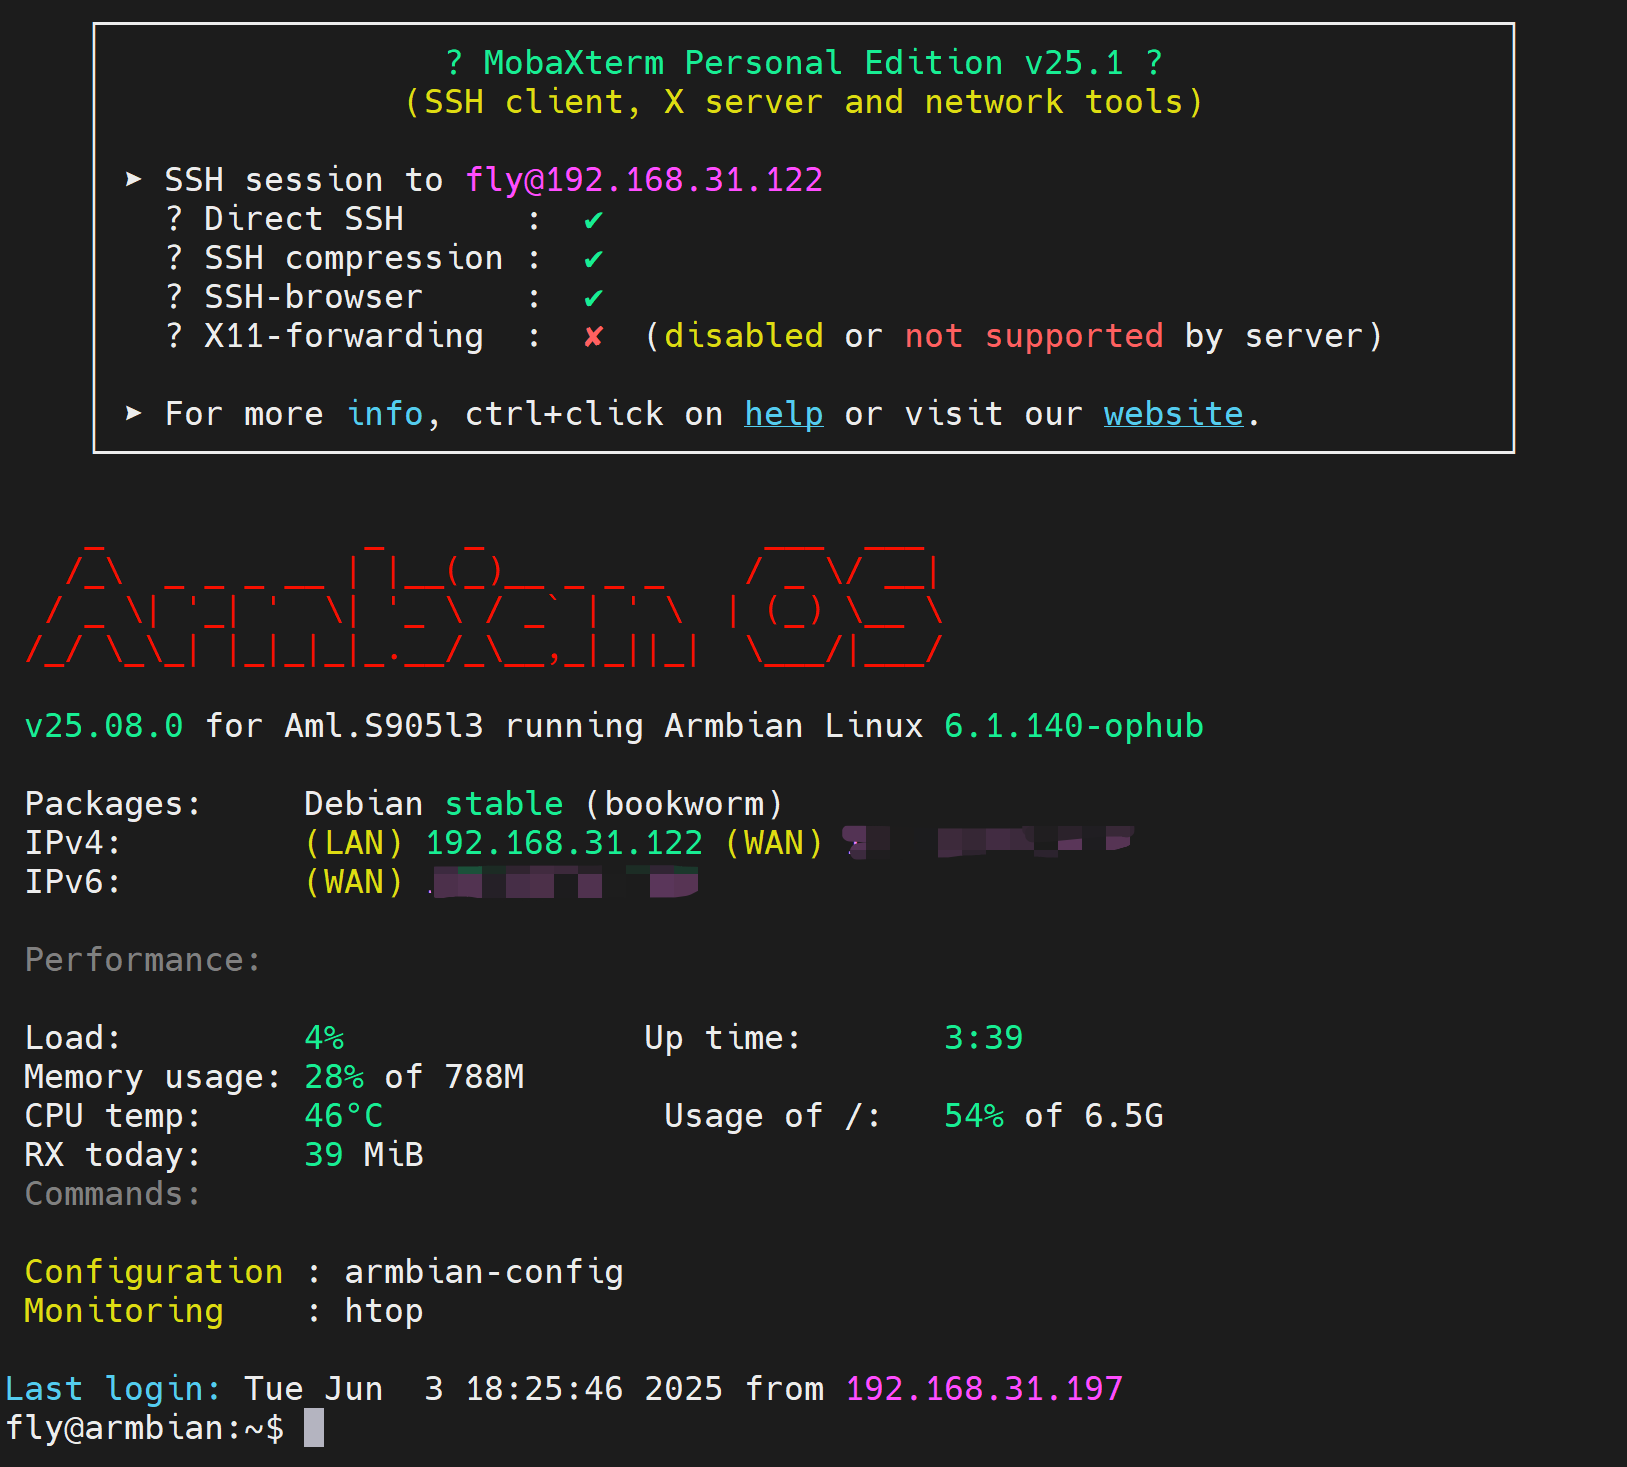 ? MobaXterm Personal Edition v25.1 ?
(SSH client, X server and network tools)
➤ SSH session to fly@192.168.31.122
? Direct SSH      :  ✔
? SSH compression :  ✔
? SSH-browser     :  ✔
? X11-forwarding  :  ✘  (disabled or not supported by server)
➤ For more info, ctrl+click on help or visit our website.
Armbian OS
v25.08.0 for Aml.S905l3 running Armbian Linux 6.1.140-ophub
Packages:     Debian stable (bookworm)
IPv4:         (LAN) 192.168.31.122 (WAN)
IPv6:         (WAN)
Performance:
Load:         4%               Up time:       3:39
Memory usage: 28% of 788M
CPU temp:     46°C              Usage of /:   54% of 6.5G
RX today:     39 MiB
Commands:
Configuration : armbian-config
Monitoring    : htop
Last login: Tue Jun  3 18:25:46 2025 from 192.168.31.197
fly@armbian:~$